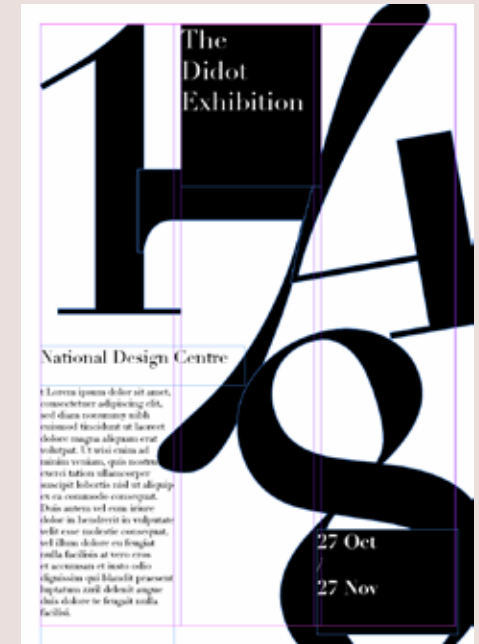 The
Didot
Exhibition
National Design Centre
t Lorem ipsum dolor sit amet,
consectetuer adipiscing elit,
sed diam nonummy nibh
euismod tincidunt ut laoreet
dolore magna aliquam erat
volutpat. Ut wisi enim ad
minim veniam, quis nostrud
exerci tation ullamcorper
suscipit lobortis nisl ut aliquip
ex ea commodo consequat.
Duis autem vel eum iriure
dolor in hendrerit in vulputate
velit esse molestie consequat,
vel illum dolore eu feugiat
nulla facilisis at vero eros
et accumsan et iusto odio
dignissim qui blandit praesent
luptatum zzril delenit augue
duis dolore te feugait nulla
facilisi.
27 Oct
/
27 Nov